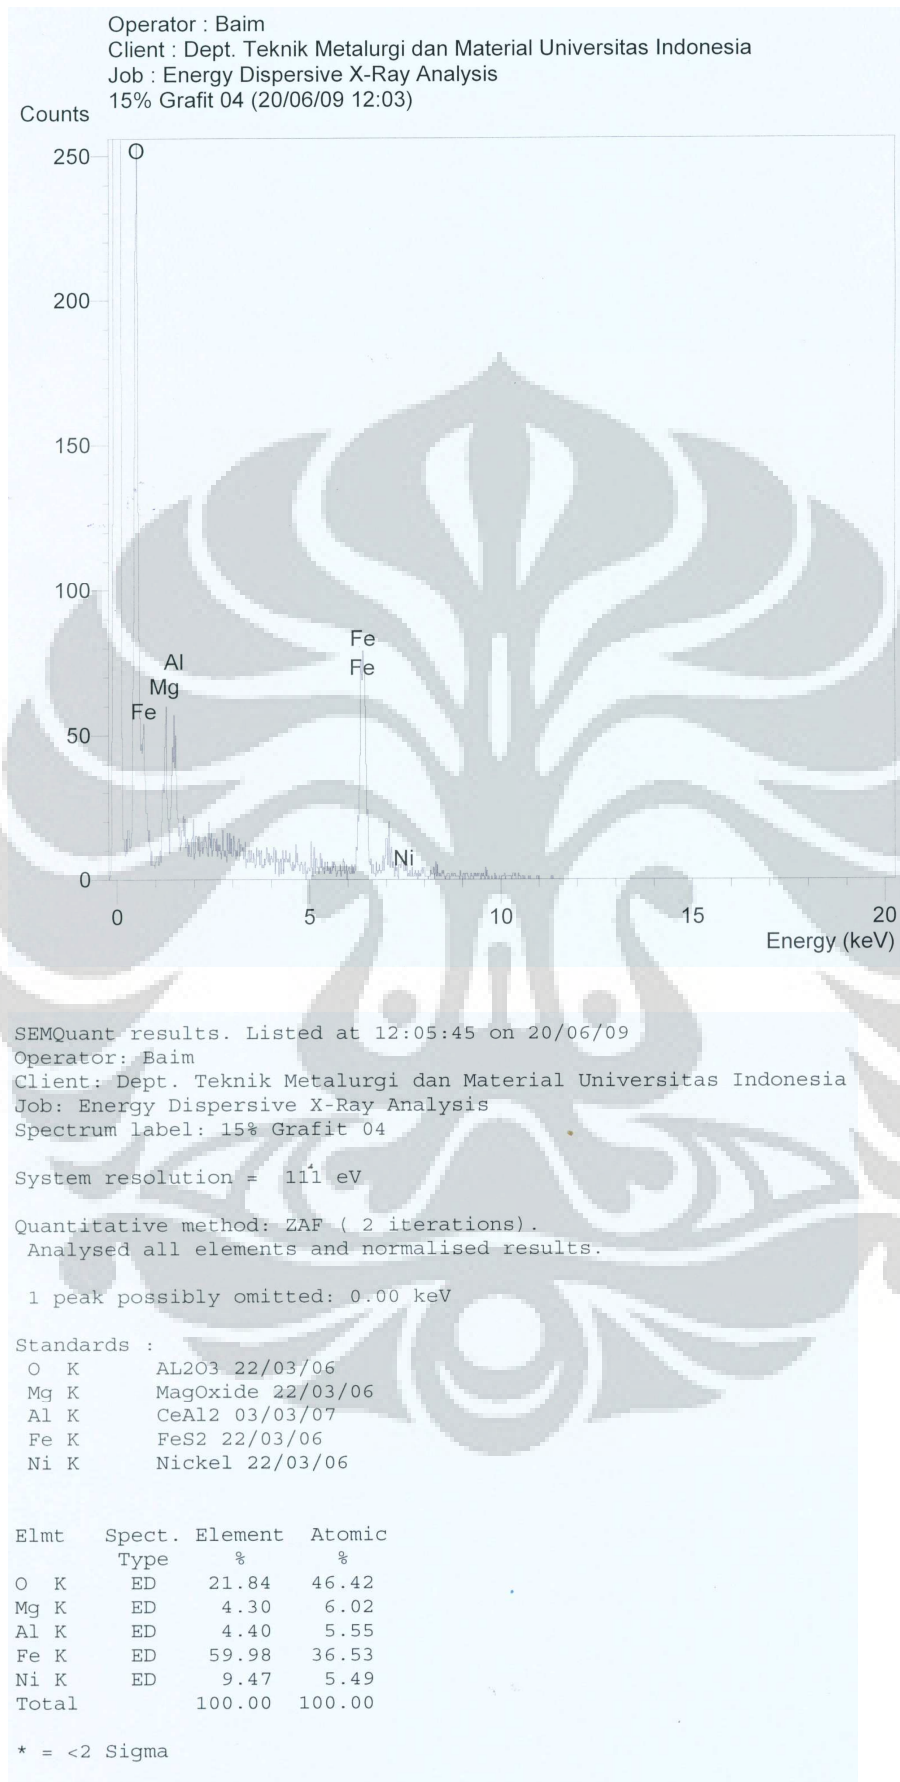 Operator : Baim
Client : Dept. Teknik Metalurgi dan Material Universitas Indonesia
Job : Energy Dispersive X-Ray Analysis
15% Grafit 04 (20/06/09 12:03)
Counts
250
O
200
150
100
Fe
Al
Fe
Mg
Fe
50
Ni
0
0 5 10 15 20
Energy (keV)
SEMQuant results. Listed at 12:05:45 on 20/06/09
Operator: Baim
Client: Dept. Teknik Metalurgi dan Material Universitas Indonesia
Job: Energy Dispersive X-Ray Analysis
Spectrum label: 15% Grafit 04
System resolution = 111 eV
Quantitative method: ZAF ( 2 iterations).
Analysed all elements and normalised results.
1 peak possibly omitted: 0.00 keV
Standards :
O K AL2O3 22/03/06
Mg K MagOxide 22/03/06
Al K CeAl2 03/03/07
Fe K FeS2 22/03/06
Ni K Nickel 22/03/06
Elmt Spect. Element Atomic
Type % %
O K ED 21.84 46.42
Mg K ED 4.30 6.02
Al K ED 4.40 5.55
Fe K ED 59.98 36.53
Ni K ED 9.47 5.49
Total 100.00 100.00
* = <2 Sigma